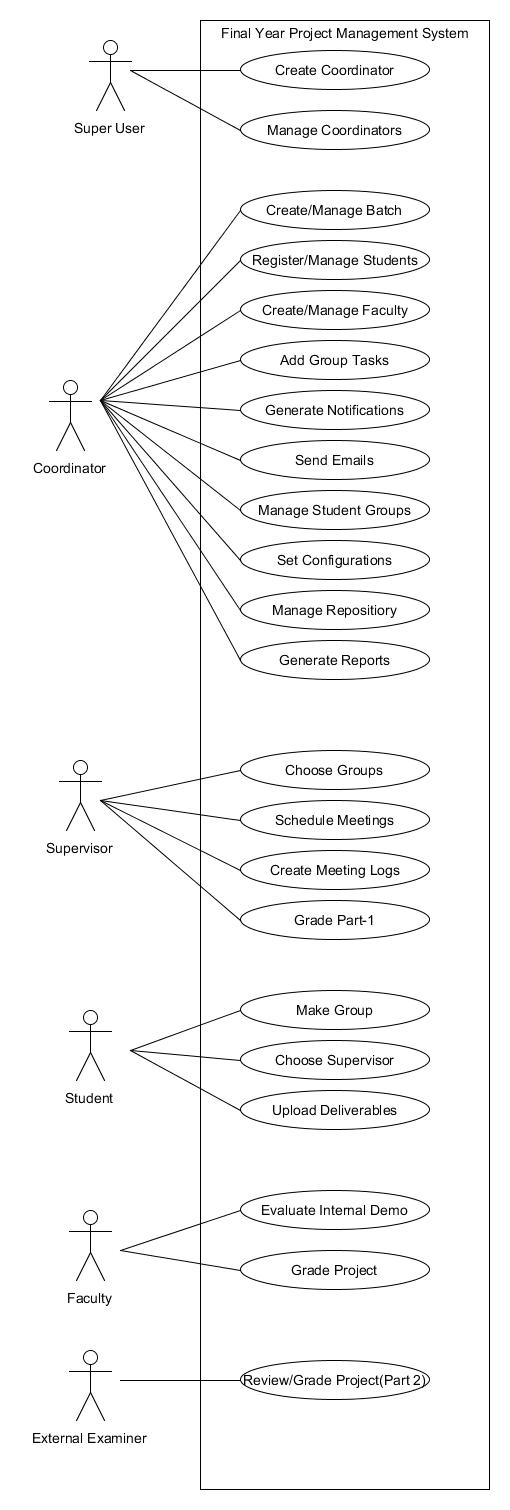 Final Year Project Management System
Create Coordinator
Super User
Manage Coordinators
Create/Manage Batch
Register/Manage Students
Create/Manage Faculty
Add Group Tasks
Generate Notifications
Coordinator
Send Emails
Manage Student Groups
Set Configurations
Manage Repositiory
Generate Reports
Choose Groups
Schedule Meetings
Supervisor
Create Meeting Logs
Grade Part-1
Make Group
Choose Supervisor
Student
Upload Deliverables
Evaluate Internal Demo
Grade Project
Faculty
Review/Grade Project(Part 2)
External Examiner